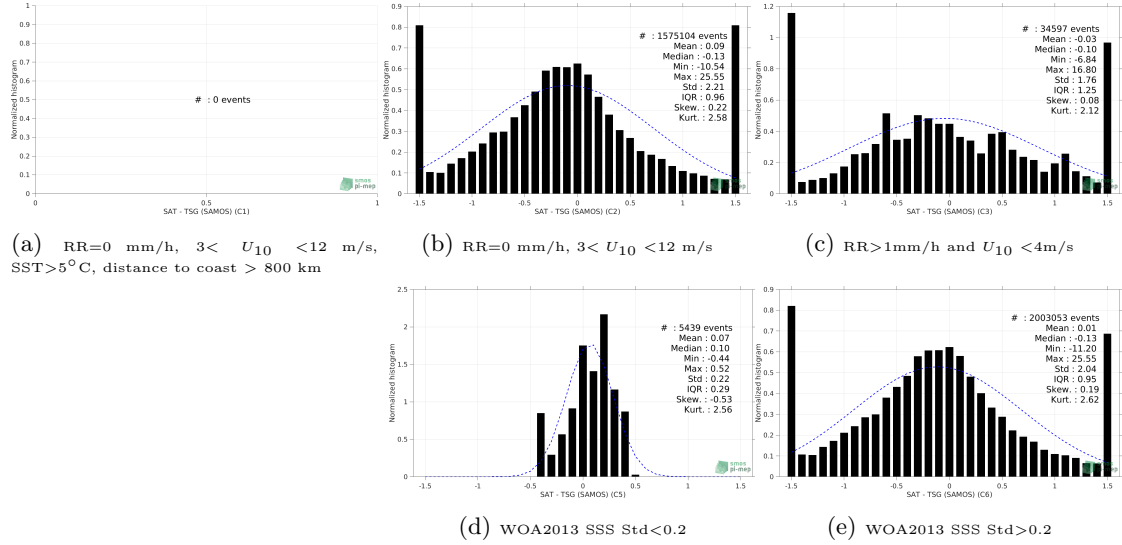 Normalized histogram
1
0.9
0.8
0.7
0.6
0.5
0.4
0.3
0.2
0.1
0
# : 0 events
smos
pi-mep
0 0.5 1
SAT - TSG (SAMOS) (C1)
(a) RR=0 mm/h, 3< U10 <12 m/s,
SST>5°C, distance to coast > 800 km
Normalized histogram
0.9
0.8
0.7
0.6
0.5
0.4
0.3
0.2
0.1
0
# : 1575104 events
Mean : 0.09
Median : -0.13
Min : -10.54
Max : 25.55
Std : 2.21
IQR : 0.96
Skew. : 0.22
Kurt. : 2.58
smos
pi-mep
-1.5 -1 -0.5 0 0.5 1 1.5
SAT - TSG (SAMOS) (C2)
(b) RR=0 mm/h, 3< U10 <12 m/s
Normalized histogram
1.2
1
0.8
0.6
0.4
0.2
0
# : 34597 events
Mean : -0.03
Median : -0.10
Min : -6.84
Max : 16.80
Std : 1.76
IQR : 1.25
Skew. : 0.08
Kurt. : 2.12
smos
pi-mep
-1.5 -1 -0.5 0 0.5 1 1.5
SAT - TSG (SAMOS) (C3)
(c) RR>1mm/h and U10 <4m/s
Normalized histogram
2.5
2
1.5
1
0.5
0
# : 5439 events
Mean : 0.07
Median : 0.10
Min : -0.44
Max : 0.52
Std : 0.22
IQR : 0.29
Skew. : -0.53
Kurt. : 2.56
smos
pi-mep
-1.5 -1 -0.5 0 0.5 1 1.5
SAT - TSG (SAMOS) (C5)
(d) WOA2013 SSS Std<0.2
Normalized histogram
0.9
0.8
0.7
0.6
0.5
0.4
0.3
0.2
0.1
0
# : 2003053 events
Mean : 0.01
Median : -0.13
Min : -11.20
Max : 25.55
Std : 2.04
IQR : 0.95
Skew. : 0.19
Kurt. : 2.62
smos
pi-mep
-1.5 -1 -0.5 0 0.5 1 1.5
SAT - TSG (SAMOS) (C6)
(e) WOA2013 SSS Std>0.2